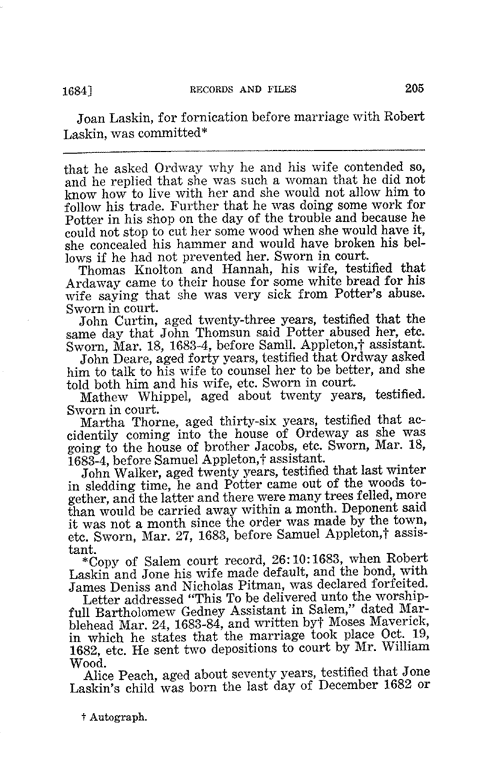 1684] RECORDS AND FILES 205
Joan Laskin, for fornication before marriage with Robert
Laskin, was committed*
that he asked Ordway why he and his wife contended so,
and he replied that she was such a woman that he did not
know how to live with her and she would not allow him to
follow his trade. Further that he was doing some work for
Potter in his shop on the day of the trouble and because he
could not stop to cut her some wood when she would have it,
she concealed his hammer and would have broken his bel-
lows if he had not prevented her. Sworn in court.
Thomas Knolton and Hannah, his wife, testified that
Ardaway came to their house for some white bread for his
wife saying that she was very sick from Potter's abuse.
Sworn in court.
John Curtin, aged twenty-three years, testified that the
same day that John Thomsun said Potter abused her, etc.
Sworn, Mar. 18, 1683-4, before Samll. Appleton,† assistant.
John Deare, aged forty years, testified that Ordway asked
him to talk to his wife to counsel her to be better, and she
told both him and his wife, etc. Sworn in court.
Mathew Whippel, aged about twenty years, testified.
Sworn in court.
Martha Thorne, aged thirty-six years, testified that ac-
cidentily coming into the house of Ordeway as she was
going to the house of brother Jacobs, etc. Sworn, Mar. 18,
1683-4, before Samuel Appleton,† assistant.
John Walker, aged twenty years, testified that last winter
in sledding time, he and Potter came out of the woods to-
gether, and the latter and there were many trees felled, more
than would be carried away within a month. Deponent said
it was not a month since the order was made by the town,
etc. Sworn, Mar. 27, 1683, before Samuel Appleton,† assis-
tant.
*Copy of Salem court record, 26:10:1683, when Robert
Laskin and Jone his wife made default, and the bond, with
James Deniss and Nicholas Pitman, was declared forfeited.
Letter addressed "This To be delivered unto the worship-
full Bartholomew Gedney Assistant in Salem," dated Mar-
blehead Mar. 24, 1683-84, and written by† Moses Maverick,
in which he states that the marriage took place Oct. 19,
1682, etc. He sent two depositions to court by Mr. William
Wood.
Alice Peach, aged about seventy years, testified that Jone
Laskin's child was born the last day of December 1682 or
† Autograph.